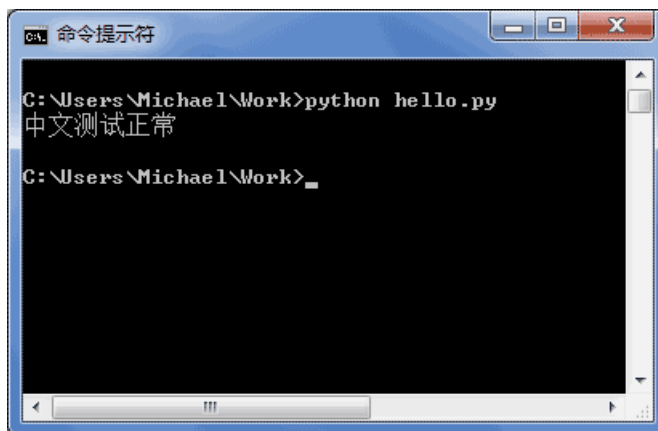 命令提示符
C:\Users\Michael\Work>python hello.py
中文测试正常
C:\Users\Michael\Work>_